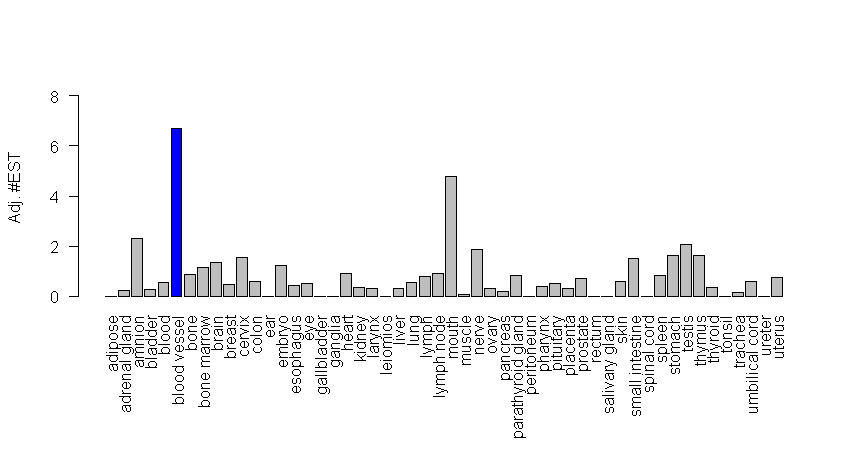 Adj. #EST
8
6
4
2
0
adipose
adrenal gland
amnion
bladder
blood
blood vessel
bone
bone marrow
brain
breast
cervix
colon
ear
embryo
esophagus
eye
gallbladder
ganglia
heart
kidney
larynx
leiomios
liver
lung
lymph
lymph node
mouth
muscle
nerve
ovary
pancreas
parathyroid gland
peritoneum
pharynx
pituitary
placenta
prostate
rectum
salivary gland
skin
small intestine
spinal cord
spleen
stomach
testis
thymus
thyroid
tonsil
trachea
umbilical cord
ureter
uterus